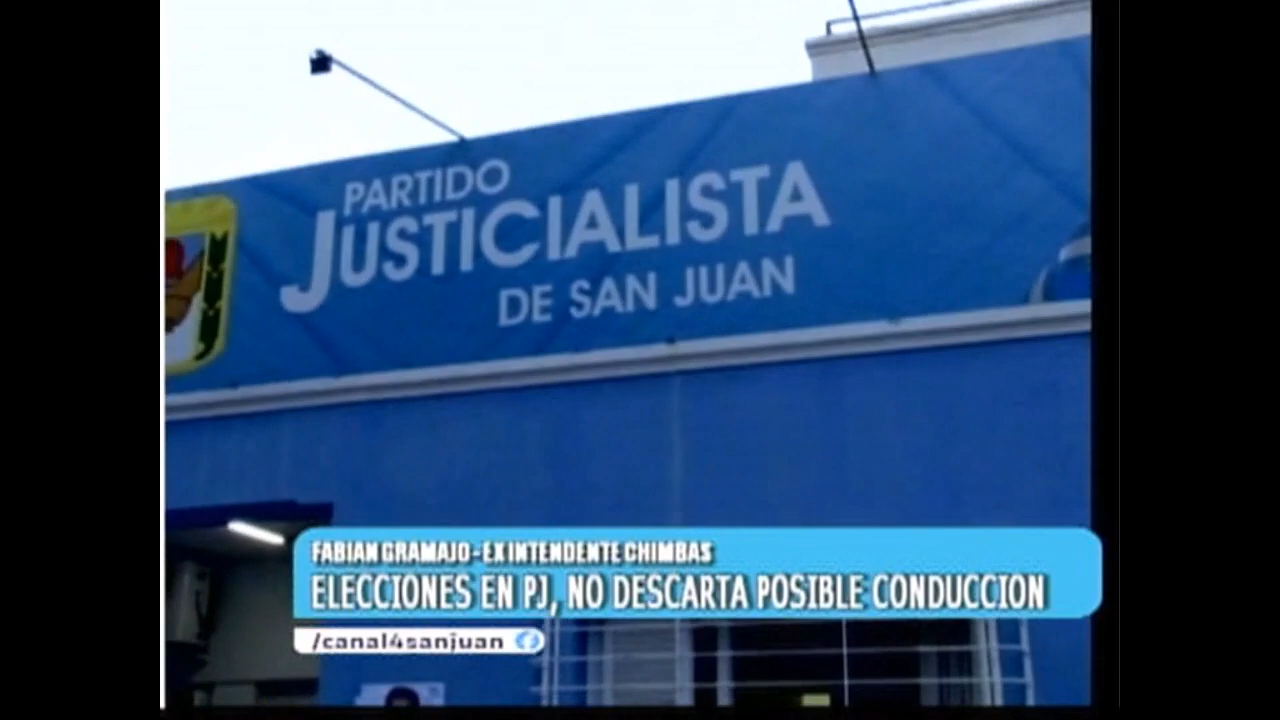 PARTIDO
JUSTICIALISTA
DE SAN JUAN
FABIAN GRAMAJO - EX INTENDENTE CHIMBAS
ELECCIONES EN PJ, NO DESCARTA POSIBLE CONDUCCION
/canal4sanjuan